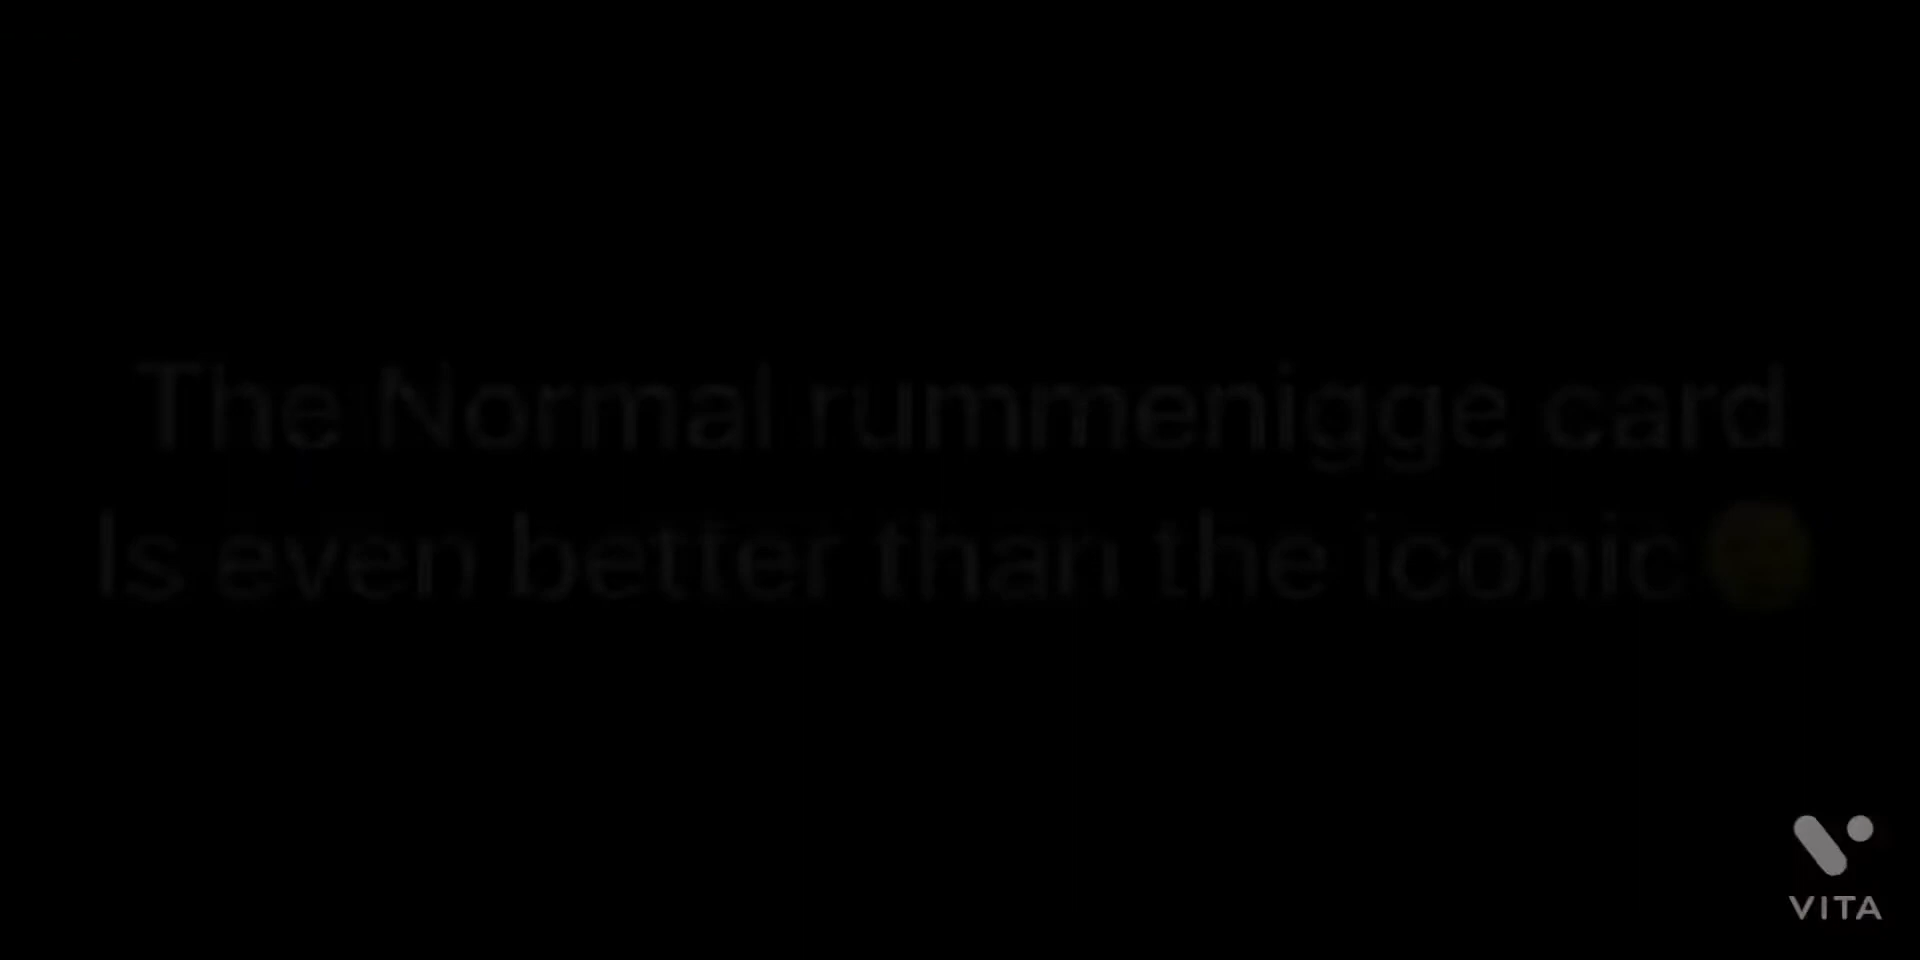 The Normal rummenigge card
Is even better than the iconic
VITA